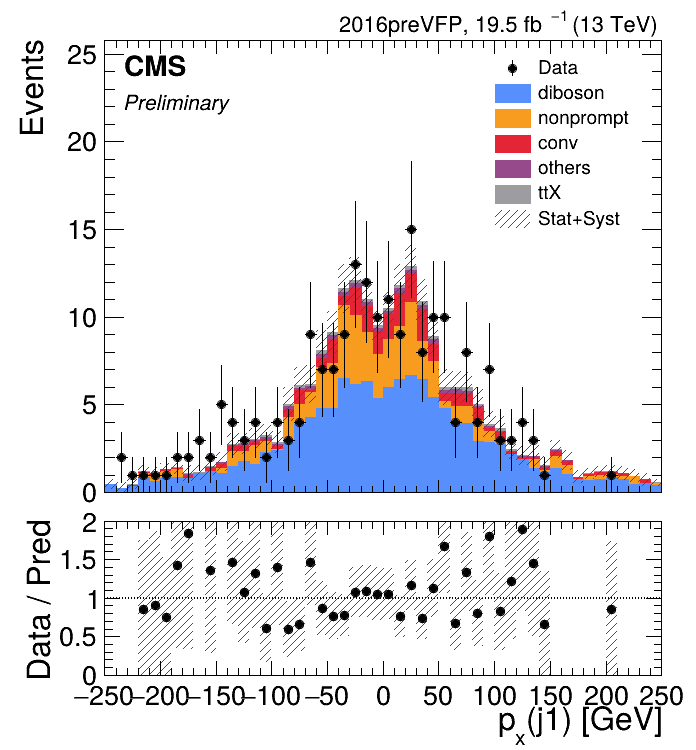 2016preVFP, 19.5 fb⁻¹ (13 TeV)
Events
CMS
Preliminary
Data
diboson
nonprompt
conv
others
ttX
Stat+Syst
25
20
15
10
5
0
Data / Pred
2
1.5
1
0.5
0
−250 −200 −150 −100 −50 0 50 100 150 200 250
pₓ(j1) [GeV]